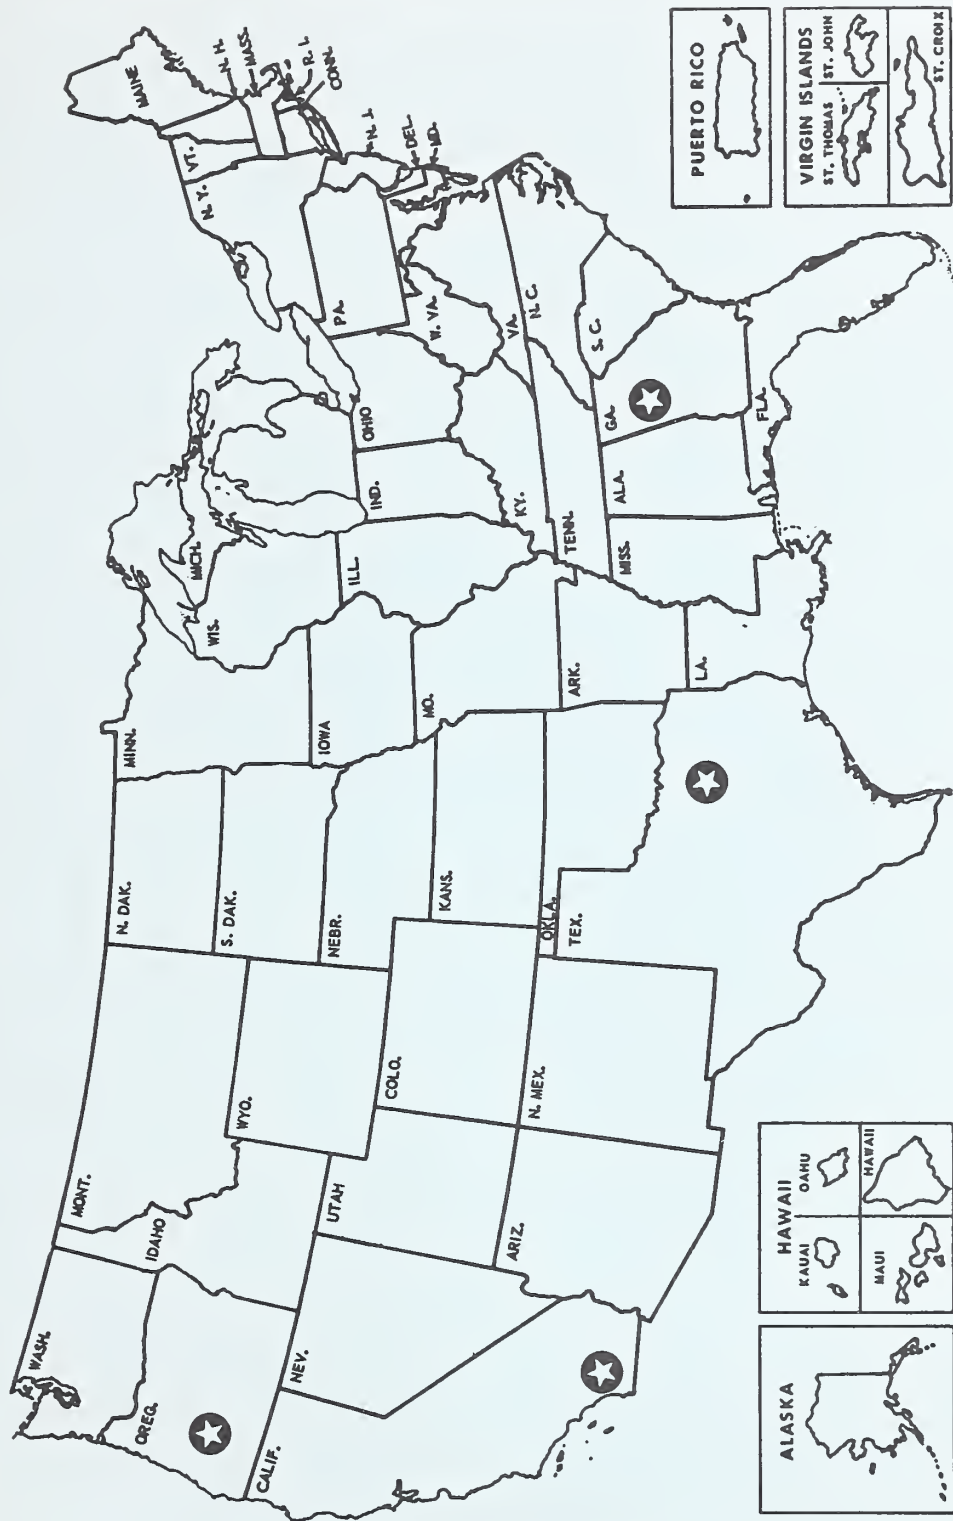 WASH.
OREG.
CALIF.
NEV.
IDAHO
MONT.
WYO.
UTAH
ARIZ.
COLO.
N. MEX.
N. DAK.
S. DAK.
NEBR.
KANS.
OKLA.
TEX.
MINN.
IOWA
MO.
ARK.
LA.
WIS.
MICH.
ILL.
IND.
OHIO
KY.
TENN.
MISS.
ALA.
GA.
FLA.
S. C.
N. C.
VA.
W. VA.
PA.
N. Y.
VT.
MAINE
N. H.
MASS.
R. I.
CONN.
N. J.
DEL.
MD.
ALASKA
HAWAII
KAUAI
OAHU
MAUI
HAWAII
PUERTO RICO
VIRGIN ISLANDS
ST. THOMAS
ST. JOHN
ST. CROIX